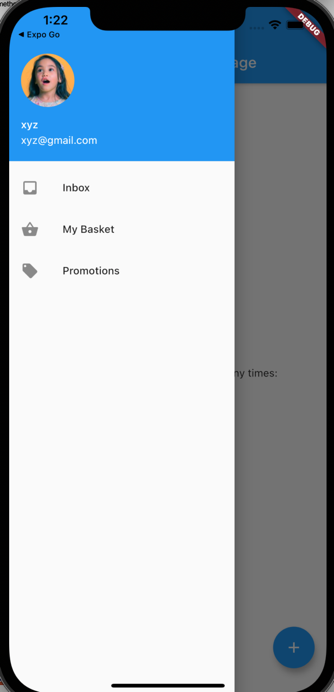 1:22
DEBUG
◀ Expo Go
age
xyz
xyz@gmail.com
Inbox
My Basket
Promotions
ny times: